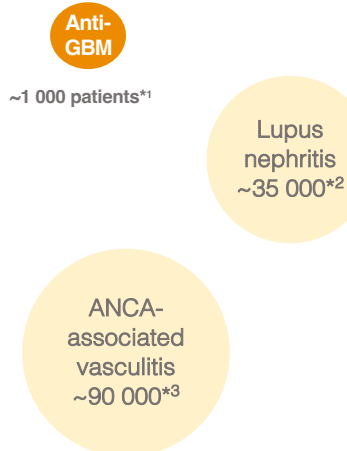 Anti-
GBM
~1 000 patients*¹
Lupus
nephritis
~35 000*²
ANCA-
associated
vasculitis
~90 000*³